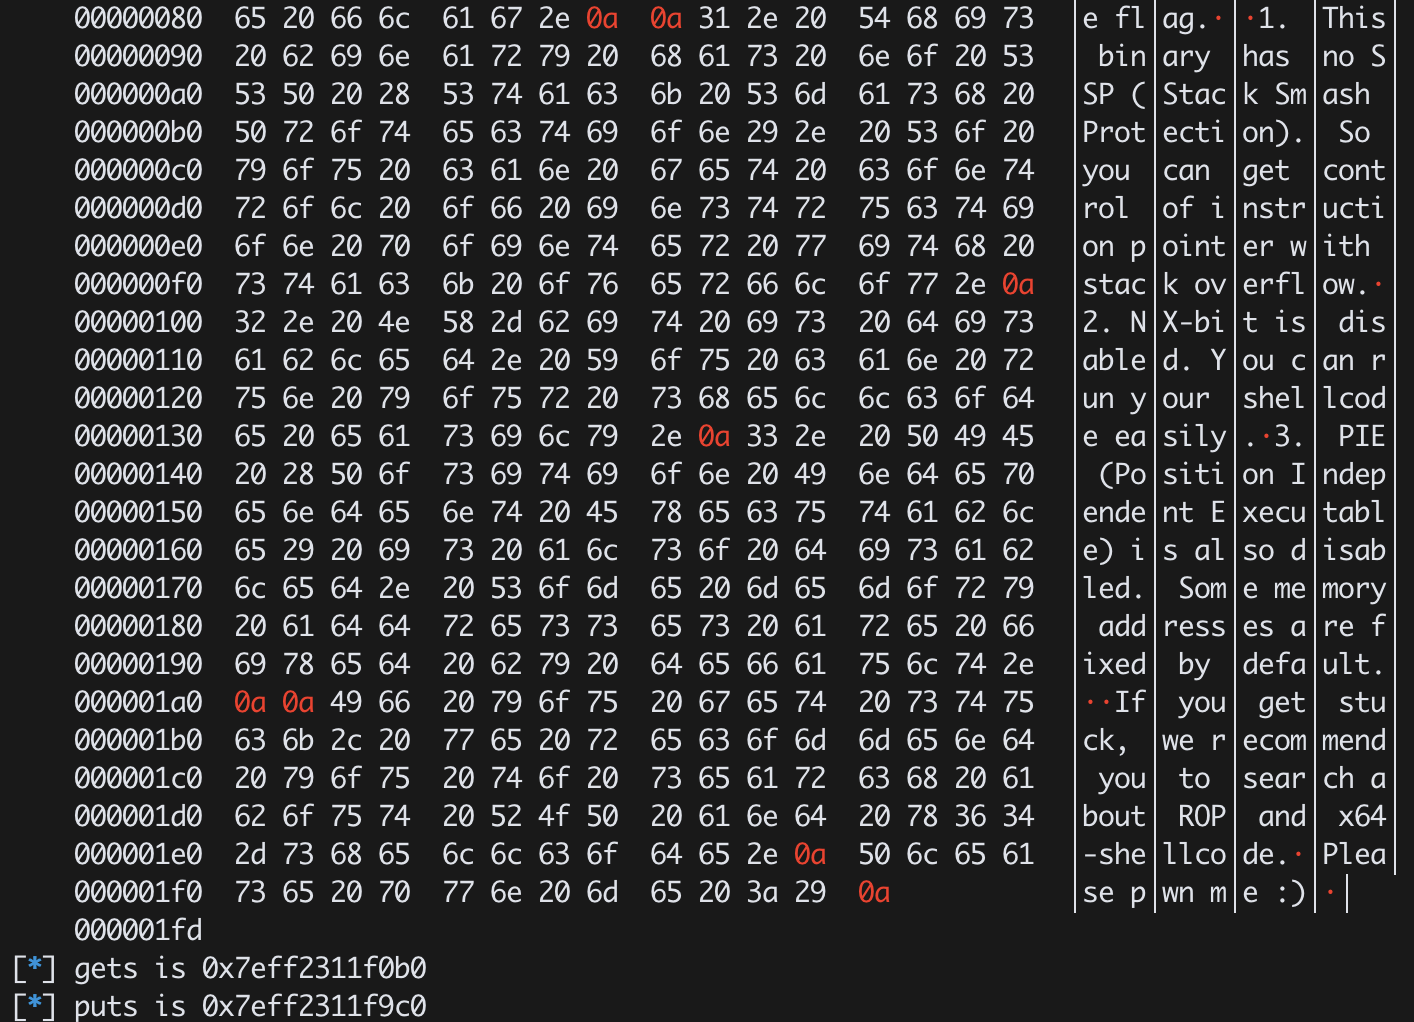 00000080 65 20 66 6c 61 67 2e 0a 0a 31 2e 20 54 68 69 73 │e fl│ag.·│·1. │This│
00000090 20 62 69 6e 61 72 79 20 68 61 73 20 6e 6f 20 53 │ bin│ary │has │no S│
000000a0 53 50 20 28 53 74 61 63 6b 20 53 6d 61 73 68 20 │SP (│Stac│k Sm│ash │
000000b0 50 72 6f 74 65 63 74 69 6f 6e 29 2e 20 53 6f 20 │Prot│ecti│on).│ So │
000000c0 79 6f 75 20 63 61 6e 20 67 65 74 20 63 6f 6e 74 │you │can │get │cont│
000000d0 72 6f 6c 20 6f 66 20 69 6e 73 74 72 75 63 74 69 │rol │of i│nstr│ucti│
000000e0 6f 6e 20 70 6f 69 6e 74 65 72 20 77 69 74 68 20 │on p│oint│er w│ith │
000000f0 73 74 61 63 6b 20 6f 76 65 72 66 6c 6f 77 2e 0a │stac│k ov│erfl│ow.·│
00000100 32 2e 20 4e 58 2d 62 69 74 20 69 73 20 64 69 73 │2. N│X-bi│t is│ dis│
00000110 61 62 6c 65 64 2e 20 59 6f 75 20 63 61 6e 20 72 │able│d. Y│ou c│an r│
00000120 75 6e 20 79 6f 75 72 20 73 68 65 6c 6c 63 6f 64 │un y│our │shel│lcod│
00000130 65 20 65 61 73 69 6c 79 2e 0a 33 2e 20 50 49 45 │e ea│sily│.·3.│ PIE│
00000140 20 28 50 6f 73 69 74 69 6f 6e 20 49 6e 64 65 70 │ (Po│siti│on I│ndep│
00000150 65 6e 64 65 6e 74 20 45 78 65 63 75 74 61 62 6c │ende│nt E│xecu│tabl│
00000160 65 29 20 69 73 20 61 6c 73 6f 20 64 69 73 61 62 │e) i│s al│so d│isab│
00000170 6c 65 64 2e 20 53 6f 6d 65 20 6d 65 6d 6f 72 79 │led.│ Som│e me│mory│
00000180 20 61 64 64 72 65 73 73 65 73 20 61 72 65 20 66 │ add│ress│es a│re f│
00000190 69 78 65 64 20 62 79 20 64 65 66 61 75 6c 74 2e │ixed│ by │defa│ult.│
000001a0 0a 0a 49 66 20 79 6f 75 20 67 65 74 20 73 74 75 │··If│ you│ get│ stu│
000001b0 63 6b 2c 20 77 65 20 72 65 63 6f 6d 6d 65 6e 64 │ck, │we r│ecom│mend│
000001c0 20 79 6f 75 20 74 6f 20 73 65 61 72 63 68 20 61 │ you│ to │sear│ch a│
000001d0 62 6f 75 74 20 52 4f 50 20 61 6e 64 20 78 36 34 │bout│ ROP│ and│ x64│
000001e0 2d 73 68 65 6c 6c 63 6f 64 65 2e 0a 50 6c 65 61 │-she│llco│de.·│Plea│
000001f0 73 65 20 70 77 6e 20 6d 65 20 3a 29 0a │se p│wn m│e :)│·│
000001fd
[*] gets is 0x7eff2311f0b0
[*] puts is 0x7eff2311f9c0